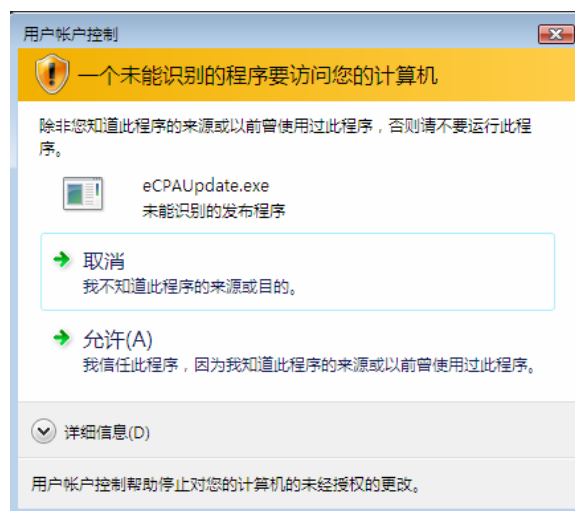 用户帐户控制
一个未能识别的程序要访问您的计算机
除非您知道此程序的来源或以前曾使用过此程序，否则请不要运行此程
序。
eCPAUpdate.exe
未能识别的发布程序
取消
我不知道此程序的来源或目的。
允许(A)
我信任此程序，因为我知道此程序的来源或以前曾使用过此程序。
详细信息(D)
用户帐户控制帮助停止对您的计算机的未经授权的更改。